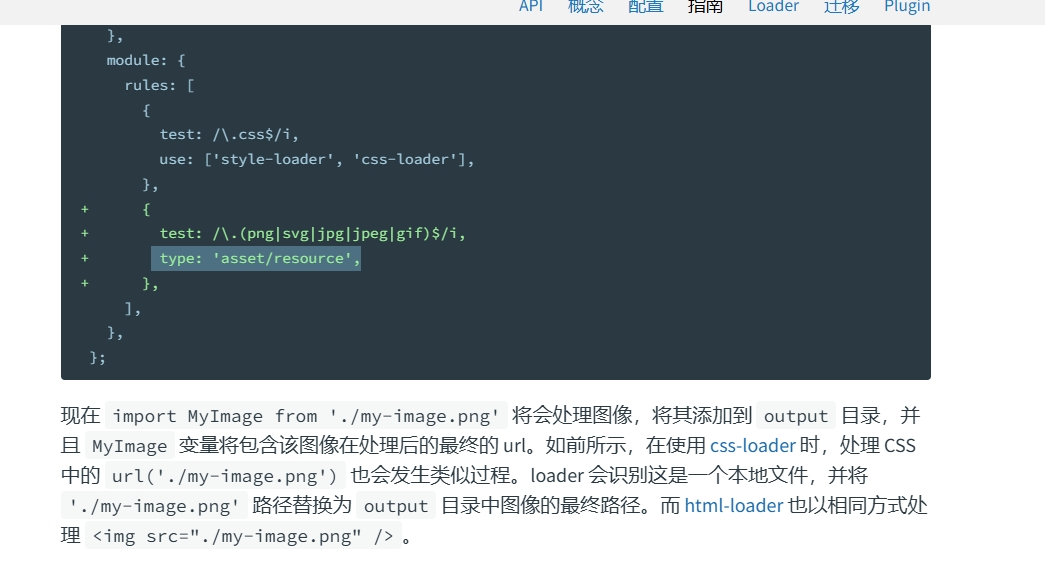 API 概念 配置 指南 Loader 迁移 Plugin
},
module: {
rules: [
{
test: /\.css$/i,
use: ['style-loader', 'css-loader'],
},
+ {
+ test: /\.(png|svg|jpg|jpeg|gif)$/i,
+ type: 'asset/resource',
+ },
],
},
};
现在 import MyImage from './my-image.png' 将会处理图像，将其添加到 output 目录，并
且 MyImage 变量将包含该图像在处理后的最终的 url。如前所示，在使用 css-loader 时，处理 CSS
中的 url('./my-image.png') 也会发生类似过程。loader 会识别这是一个本地文件，并将
'./my-image.png' 路径替换为 output 目录中图像的最终路径。而 html-loader 也以相同方式处
理 <img src="./my-image.png" /> 。